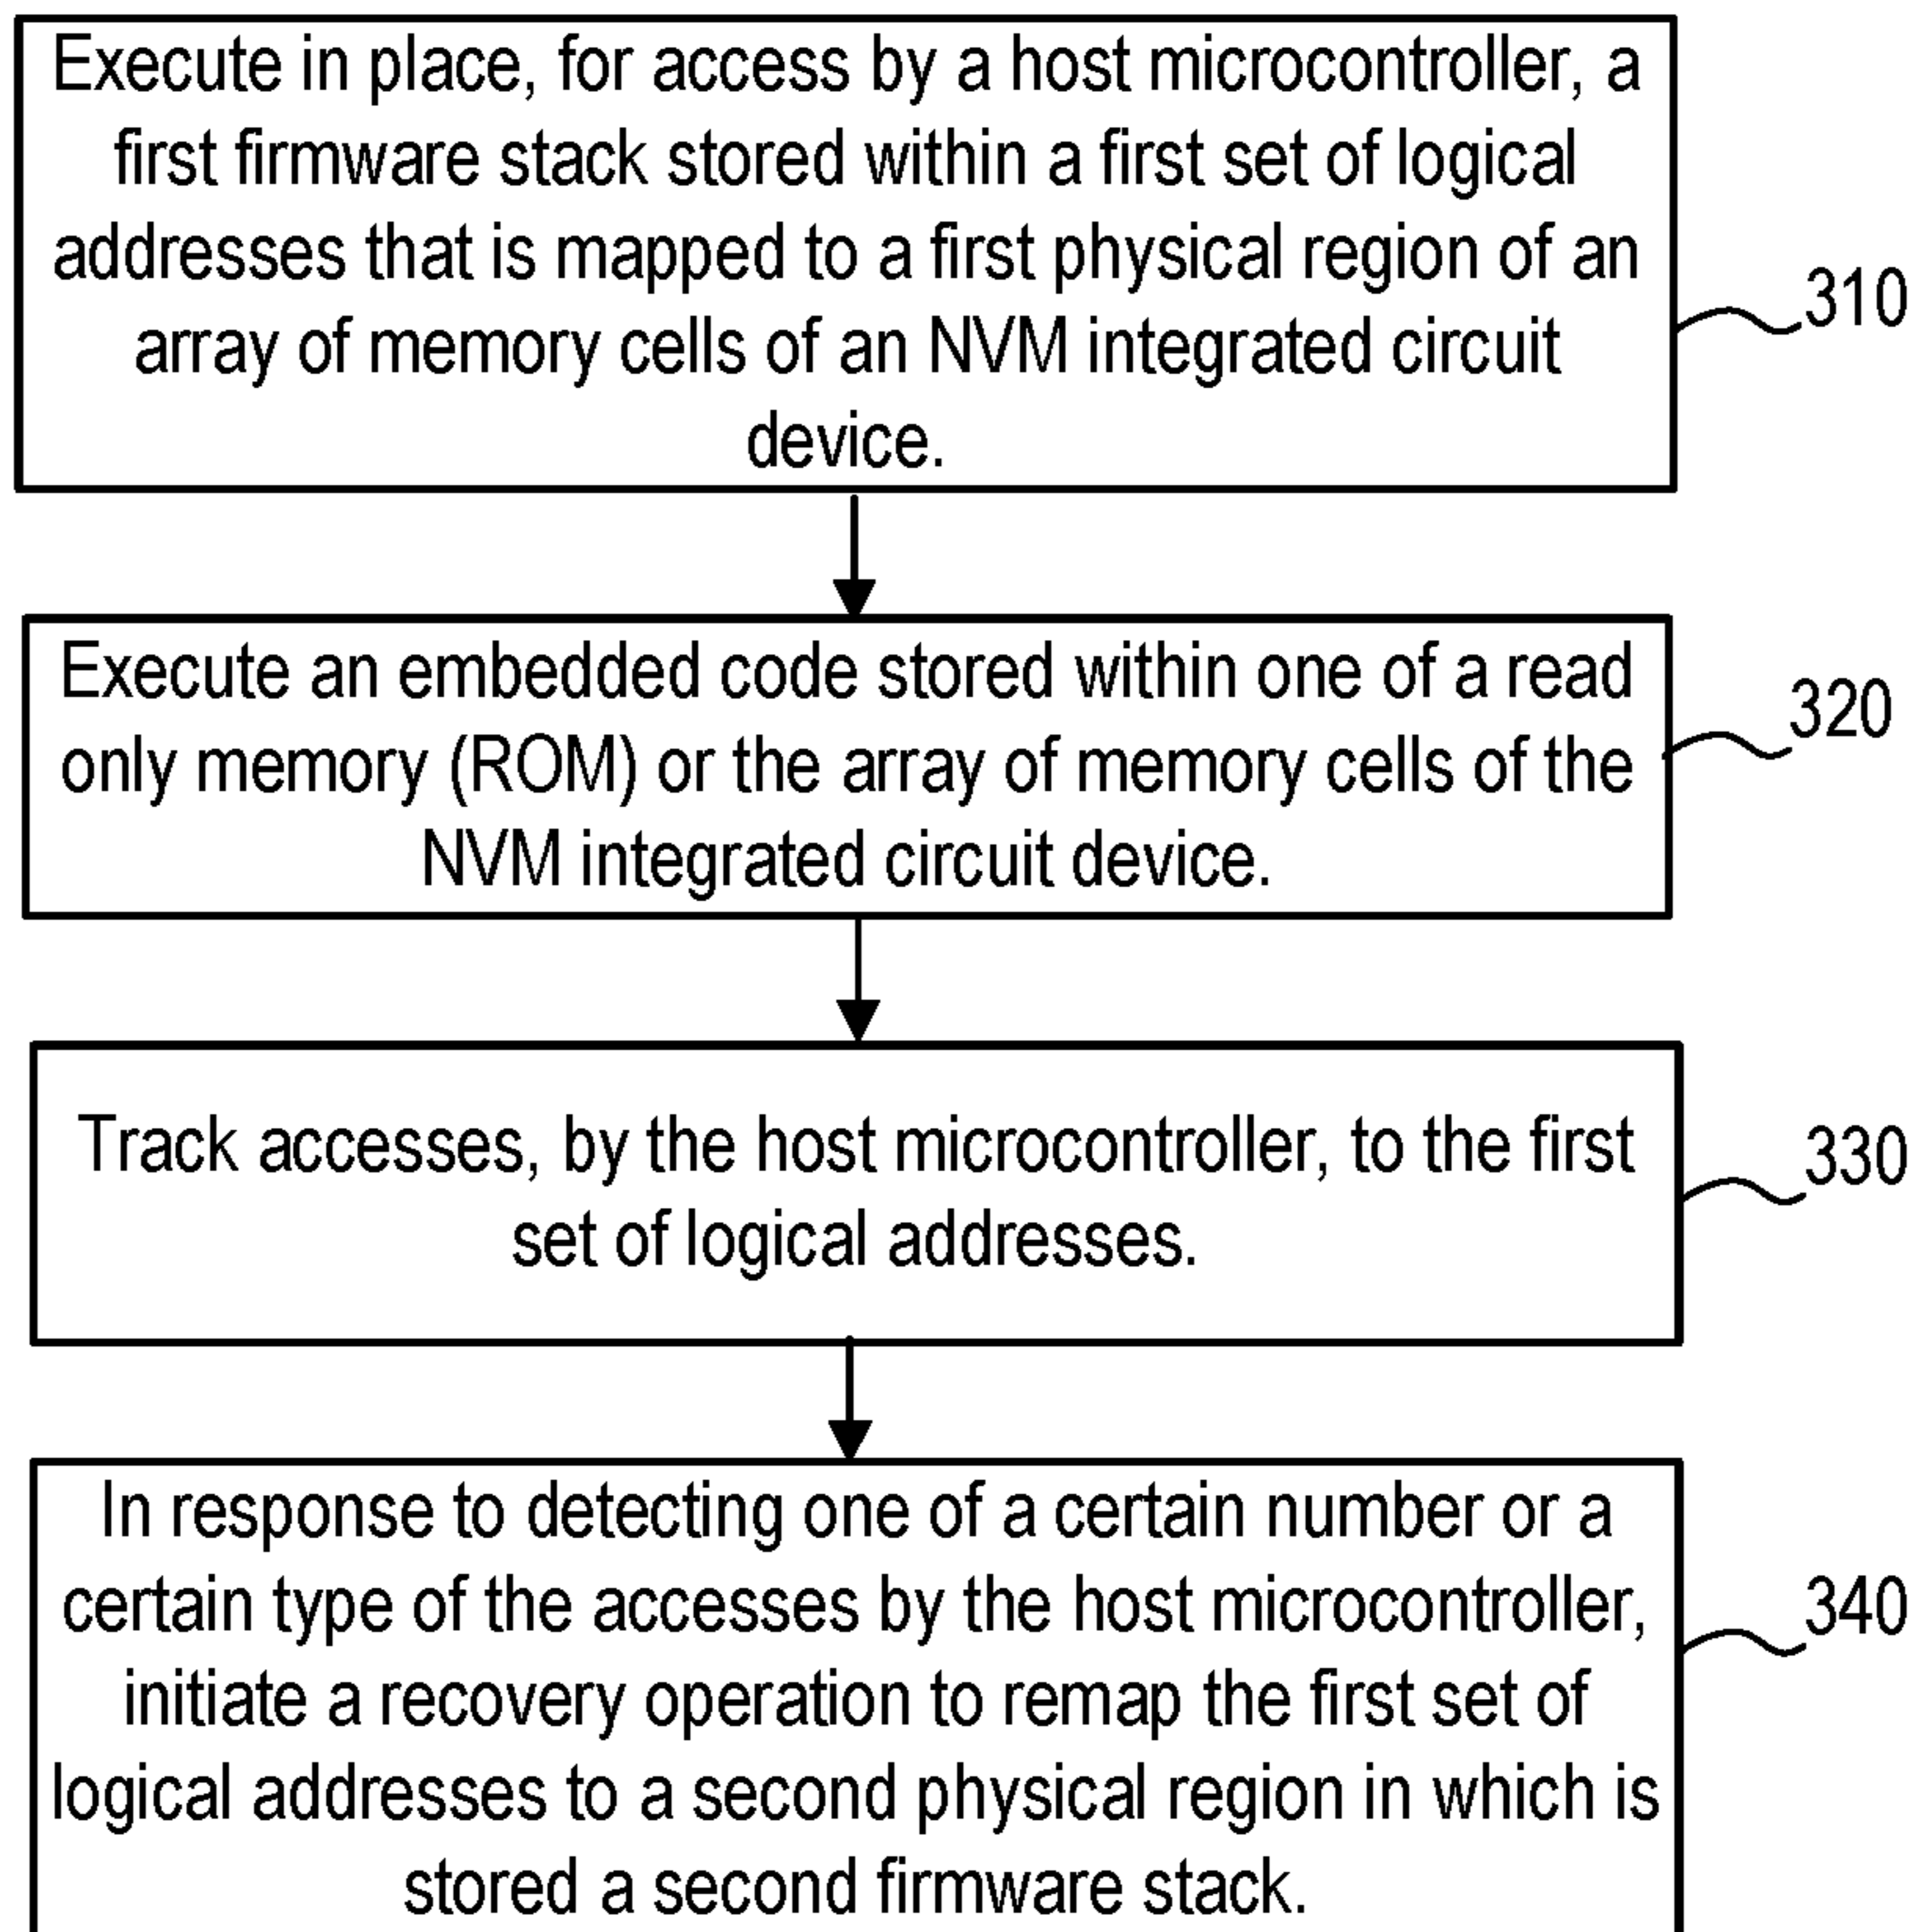 Execute in place, for access by a host microcontroller, a
first firmware stack stored within a first set of logical
addresses that is mapped to a first physical region of an
array of memory cells of an NVM integrated circuit
device.
310
Execute an embedded code stored within one of a read
only memory (ROM) or the array of memory cells of the
NVM integrated circuit device.
320
Track accesses, by the host microcontroller, to the first
set of logical addresses.
330
In response to detecting one of a certain number or a
certain type of the accesses by the host microcontroller,
initiate a recovery operation to remap the first set of
logical addresses to a second physical region in which is
stored a second firmware stack.
340